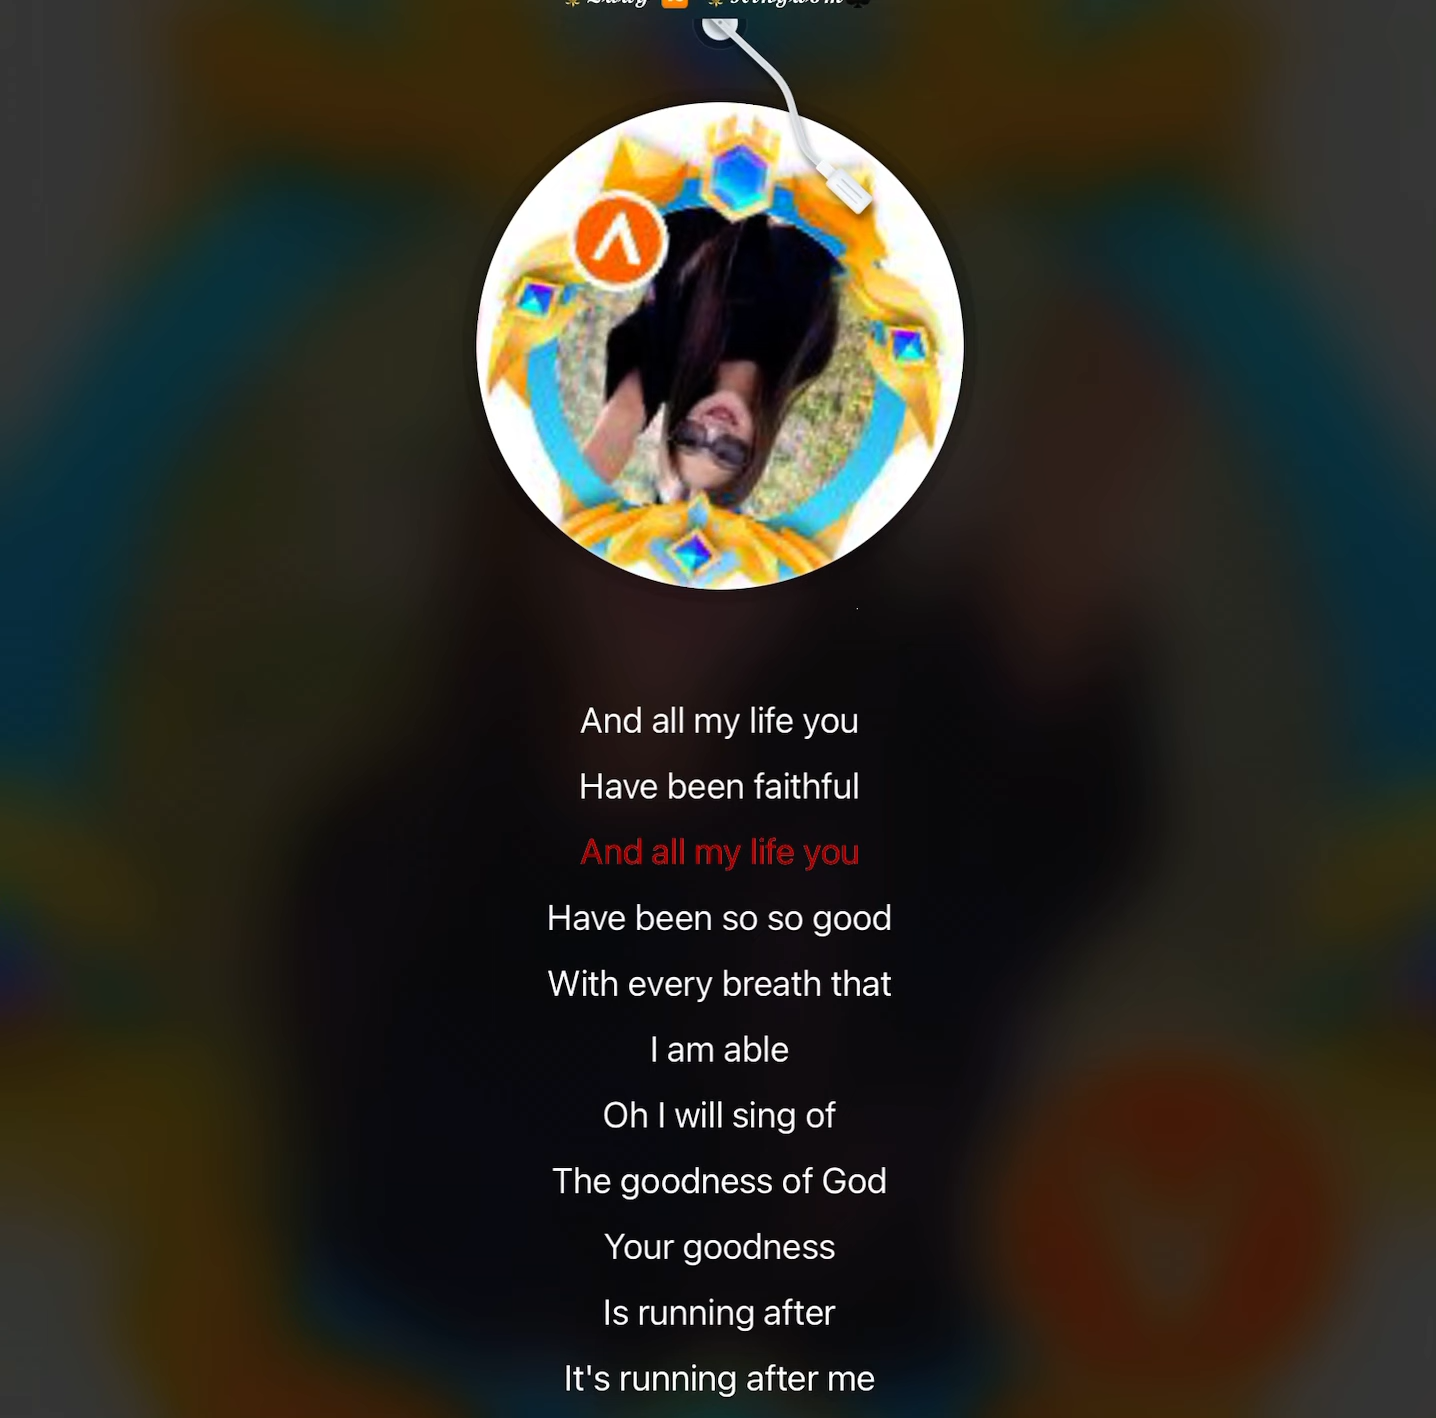 And all my life you
Have been faithful
And all my life you
Have been so so good
With every breath that
I am able
Oh I will sing of
The goodness of God
Your goodness
Is running after
It's running after me